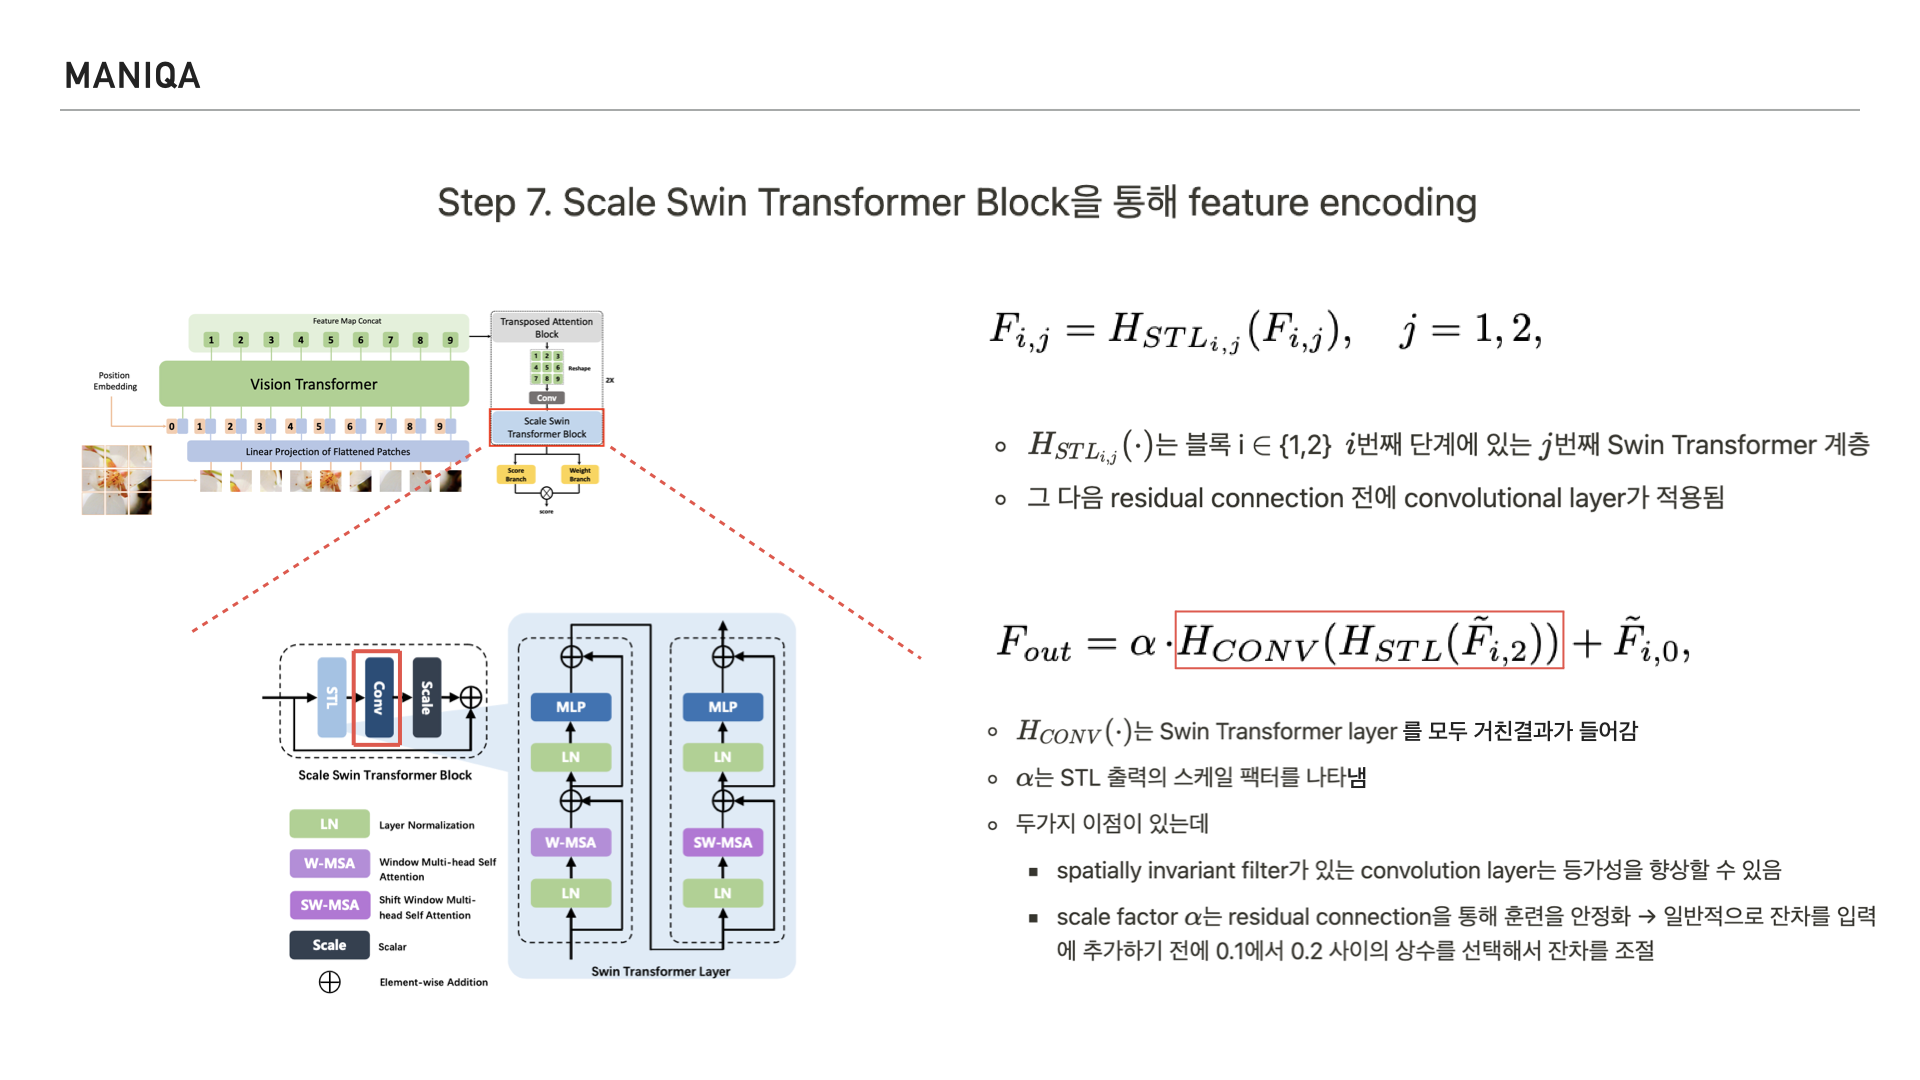 MANIQA
Step 7. Scale Swin Transformer Block을 통해 feature encoding
Feature Map Concat
1 2 3 4 5 6 7 8 9
Vision Transformer
Position
Embedding
0 1 2 3 4 5 6 7 8 9
Linear Projection of Flattened Patches
Transposed Attention
Block
1 2 3
4 5 6
7 8 9
Reshape
2X
Conv
Scale Swin
Transformer Block
Score
Branch
Weight
Branch
score
STL
Conv
Scale
Scale Swin Transformer Block
LN Layer Normalization
W-MSA Window Multi-head Self
Attention
SW-MSA Shift Window Multi-
head Self Attention
Scale Scalar
⊕ Element-wise Addition
MLP MLP
LN LN
W-MSA SW-MSA
LN LN
Swin Transformer Layer
F_{i,j} = H_{STL_{i,j}}(F_{i,j}), j = 1, 2,
H_{STL_{i,j}}(·)는 블록 i ∈ {1,2} i번째 단계에 있는 j번째 Swin Transformer 계층
그 다음 residual connection 전에 convolutional layer가 적용됨
F_{out} = α · H_{CONV}(H_{STL}(F̃_{i,2})) + F̃_{i,0},
H_{CONV}(·)는 Swin Transformer layer 를 모두 거친결과가 들어감
α는 STL 출력의 스케일 팩터를 나타냄
두가지 이점이 있는데
spatially invariant filter가 있는 convolution layer는 등가성을 향상할 수 있음
scale factor α는 residual connection을 통해 훈련을 안정화 → 일반적으로 잔차를 입력
에 추가하기 전에 0.1에서 0.2 사이의 상수를 선택해서 잔차를 조절